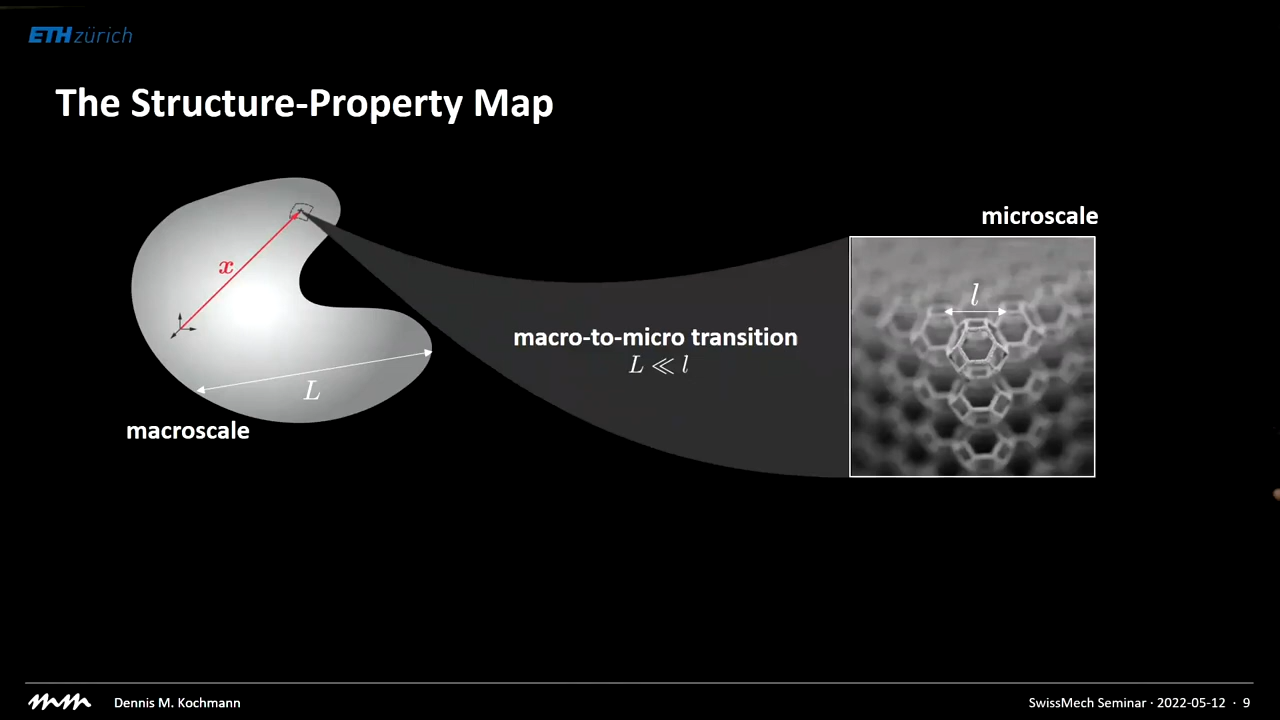 ETH zürich
The Structure-Property Map
microscale
x
l
macro-to-micro transition
L ≪ l
L
macroscale
Dennis M. Kochmann
SwissMech Seminar · 2022-05-12 · 9